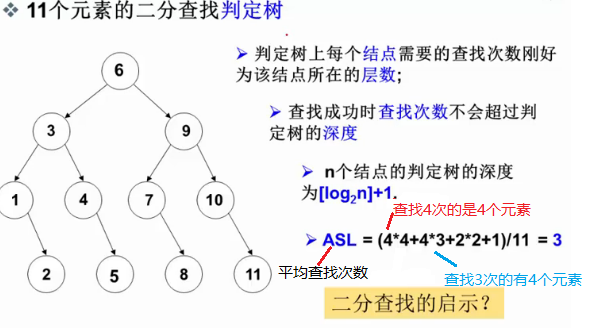 ❖ 11个元素的二分查找判定树
➢ 判定树上每个结点需要的查找次数刚好
为该结点所在的层数；
➢ 查找成功时查找次数不会超过判
定树的深度
➢ n个结点的判定树的深度
为[log₂n]+1.
查找4次的是4个元素
➢ ASL = (4*4+4*3+2*2+1)/11 = 3
平均查找次数
查找3次的有4个元素
二分查找的启示？
6
3 9
1 4 7 10
2 5 8 11